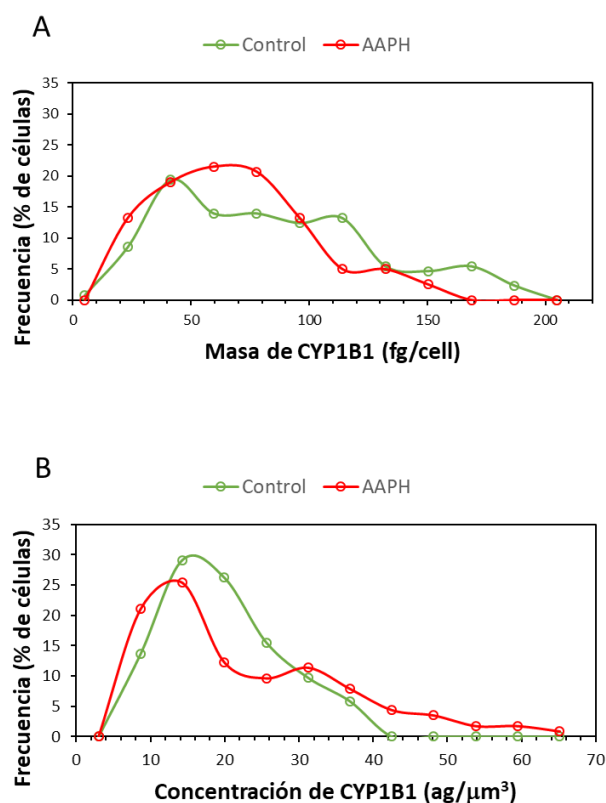 A
Control AAPH
Frecuencia (% de células)
35
30
25
20
15
10
5
0
0 50 100 150 200
Masa de CYP1B1 (fg/cell)
B
Control AAPH
Frecuencia (% de células)
35
30
25
20
15
10
5
0
0 10 20 30 40 50 60 70
Concentración de CYP1B1 (ag/μm³)